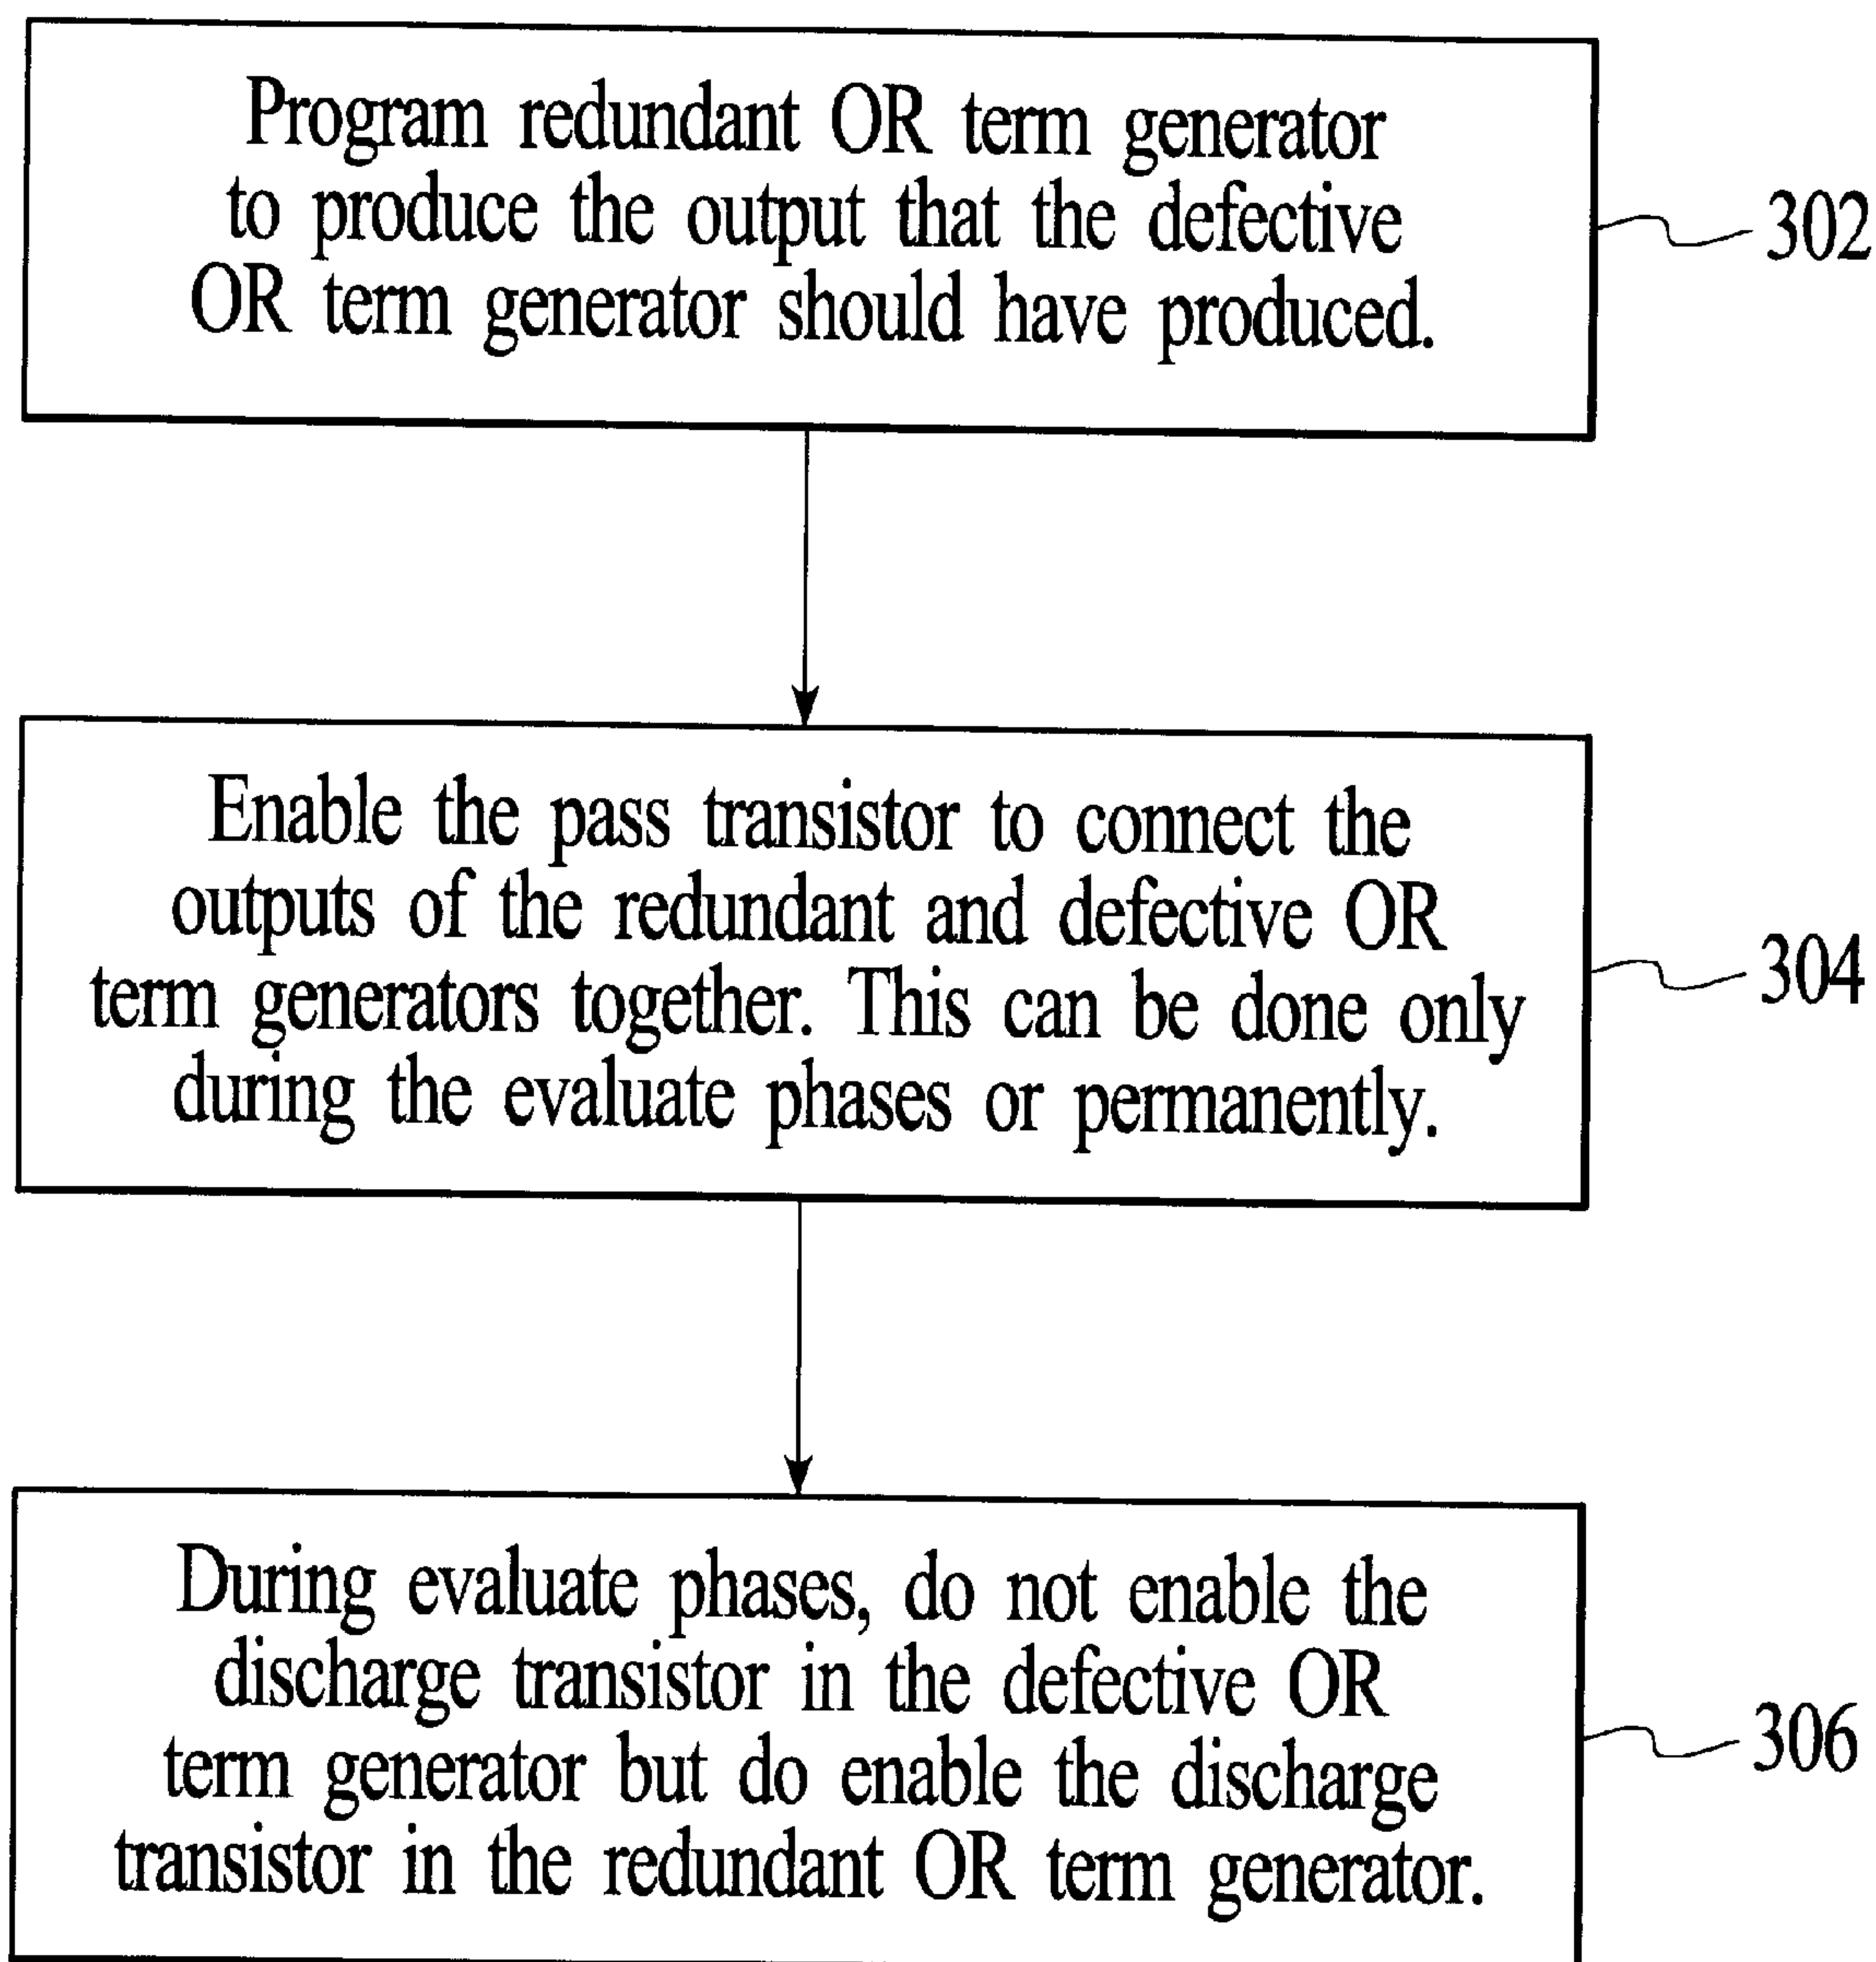 Program redundant OR term generator
to produce the output that the defective
OR term generator should have produced.
302
Enable the pass transistor to connect the
outputs of the redundant and defective OR
term generators together. This can be done only
during the evaluate phases or permanently.
304
During evaluate phases, do not enable the
discharge transistor in the defective OR
term generator but do enable the discharge
transistor in the redundant OR term generator.
306